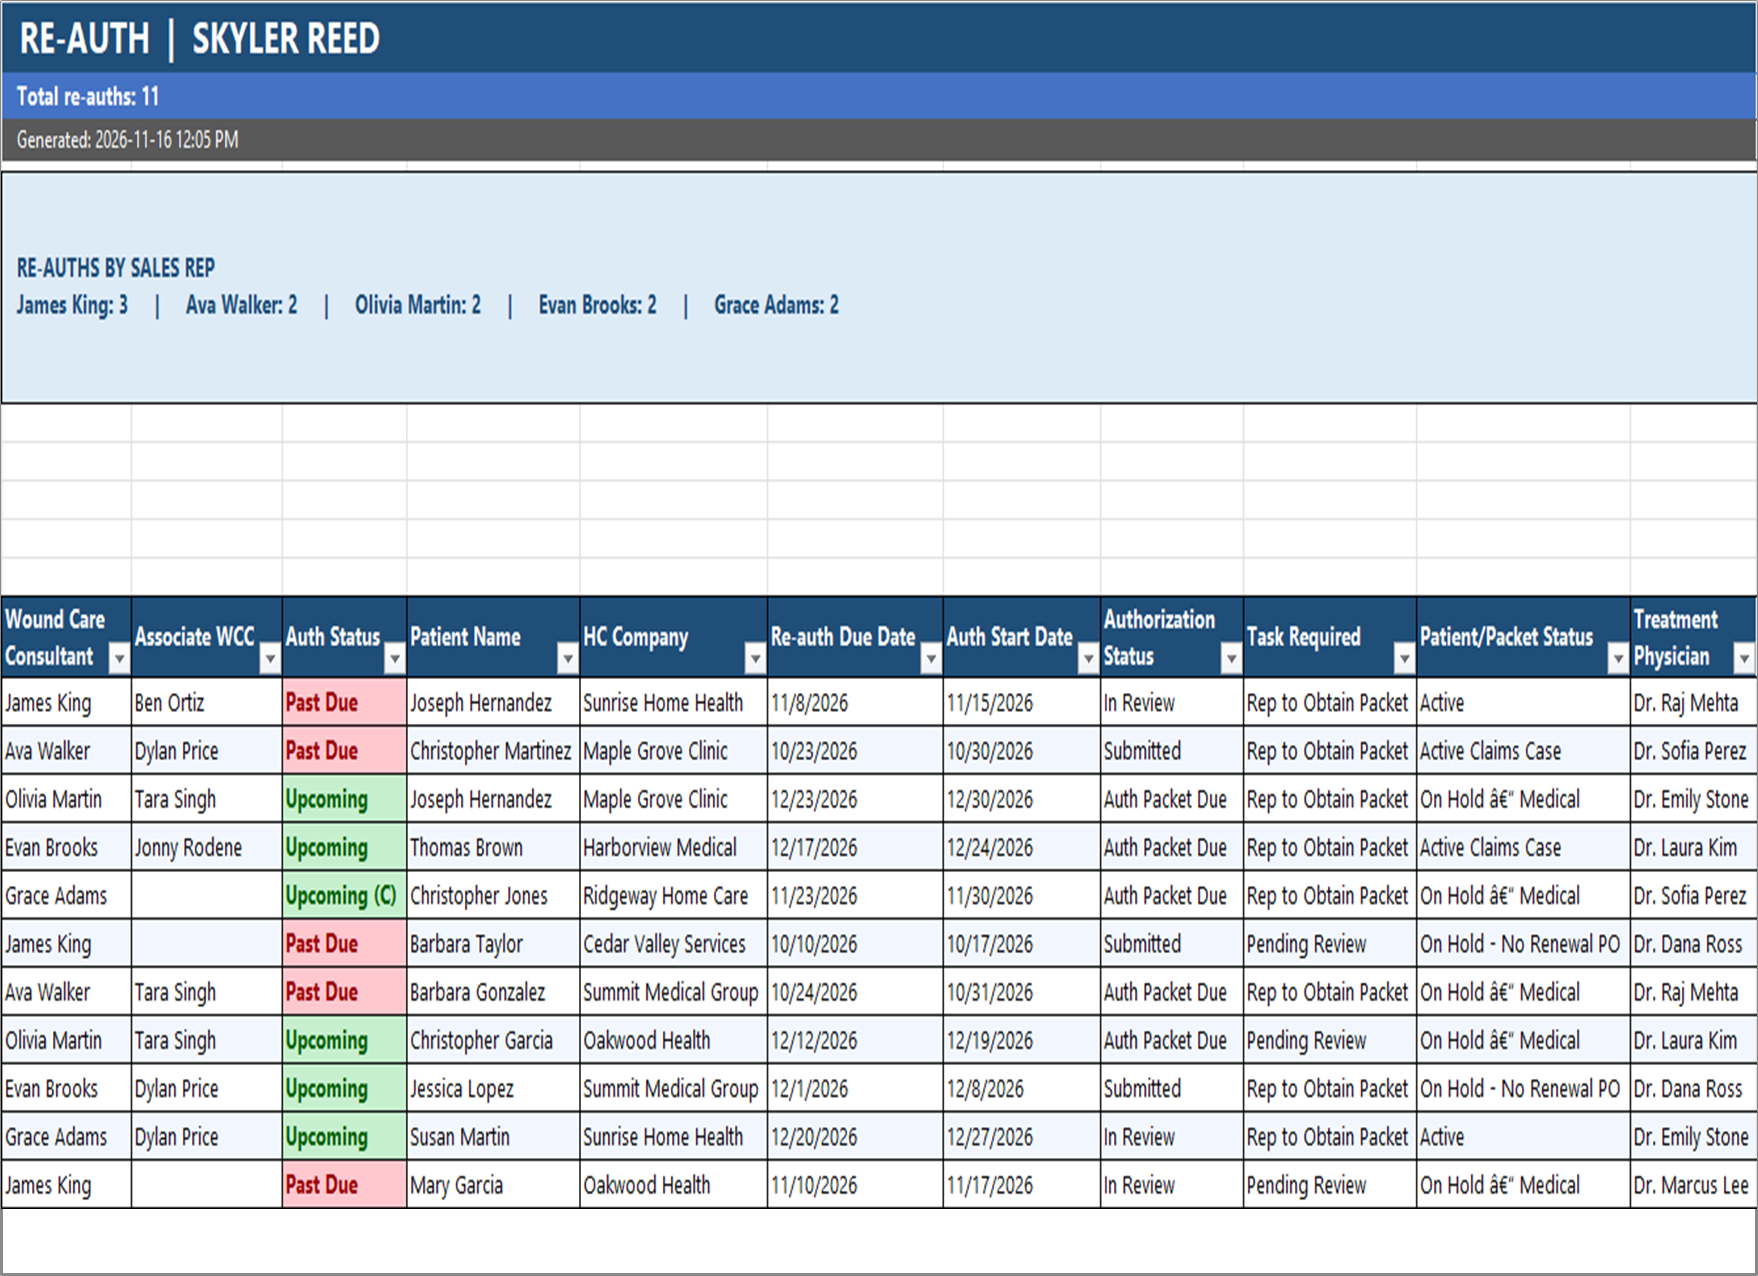 RE-AUTH | SKYLER REED
Total re-auths: 11
Generated: 2026-11-16 12:05 PM
RE-AUTHS BY SALES REP
James King: 3 | Ava Walker: 2 | Olivia Martin: 2 | Evan Brooks: 2 | Grace Adams: 2
Wound Care Consultant Associate WCC Auth Status Patient Name HC Company Re-auth Due Date Auth Start Date Authorization Status Task Required Patient/Packet Status Treatment Physician
James King Ben Ortiz Past Due Joseph Hernandez Sunrise Home Health 11/8/2026 11/15/2026 In Review Rep to Obtain Packet Active Dr. Raj Mehta
Ava Walker Dylan Price Past Due Christopher Martinez Maple Grove Clinic 10/23/2026 10/30/2026 Submitted Rep to Obtain Packet Active Claims Case Dr. Sofia Perez
Olivia Martin Tara Singh Upcoming Joseph Hernandez Maple Grove Clinic 12/23/2026 12/30/2026 Auth Packet Due Rep to Obtain Packet On Hold â€“ Medical Dr. Emily Stone
Evan Brooks Jonny Rodene Upcoming Thomas Brown Harborview Medical 12/17/2026 12/24/2026 Auth Packet Due Rep to Obtain Packet Active Claims Case Dr. Laura Kim
Grace Adams Upcoming (C) Christopher Jones Ridgeway Home Care 11/23/2026 11/30/2026 Auth Packet Due Rep to Obtain Packet On Hold â€“ Medical Dr. Sofia Perez
James King Past Due Barbara Taylor Cedar Valley Services 10/10/2026 10/17/2026 Submitted Pending Review On Hold - No Renewal PO Dr. Dana Ross
Ava Walker Tara Singh Past Due Barbara Gonzalez Summit Medical Group 10/24/2026 10/31/2026 Auth Packet Due Rep to Obtain Packet On Hold â€“ Medical Dr. Raj Mehta
Olivia Martin Tara Singh Upcoming Christopher Garcia Oakwood Health 12/12/2026 12/19/2026 Auth Packet Due Pending Review On Hold â€“ Medical Dr. Laura Kim
Evan Brooks Dylan Price Upcoming Jessica Lopez Summit Medical Group 12/1/2026 12/8/2026 Submitted Rep to Obtain Packet On Hold - No Renewal PO Dr. Dana Ross
Grace Adams Dylan Price Upcoming Susan Martin Sunrise Home Health 12/20/2026 12/27/2026 In Review Rep to Obtain Packet Active Dr. Emily Stone
James King Past Due Mary Garcia Oakwood Health 11/10/2026 11/17/2026 In Review Pending Review On Hold â€“ Medical Dr. Marcus Lee